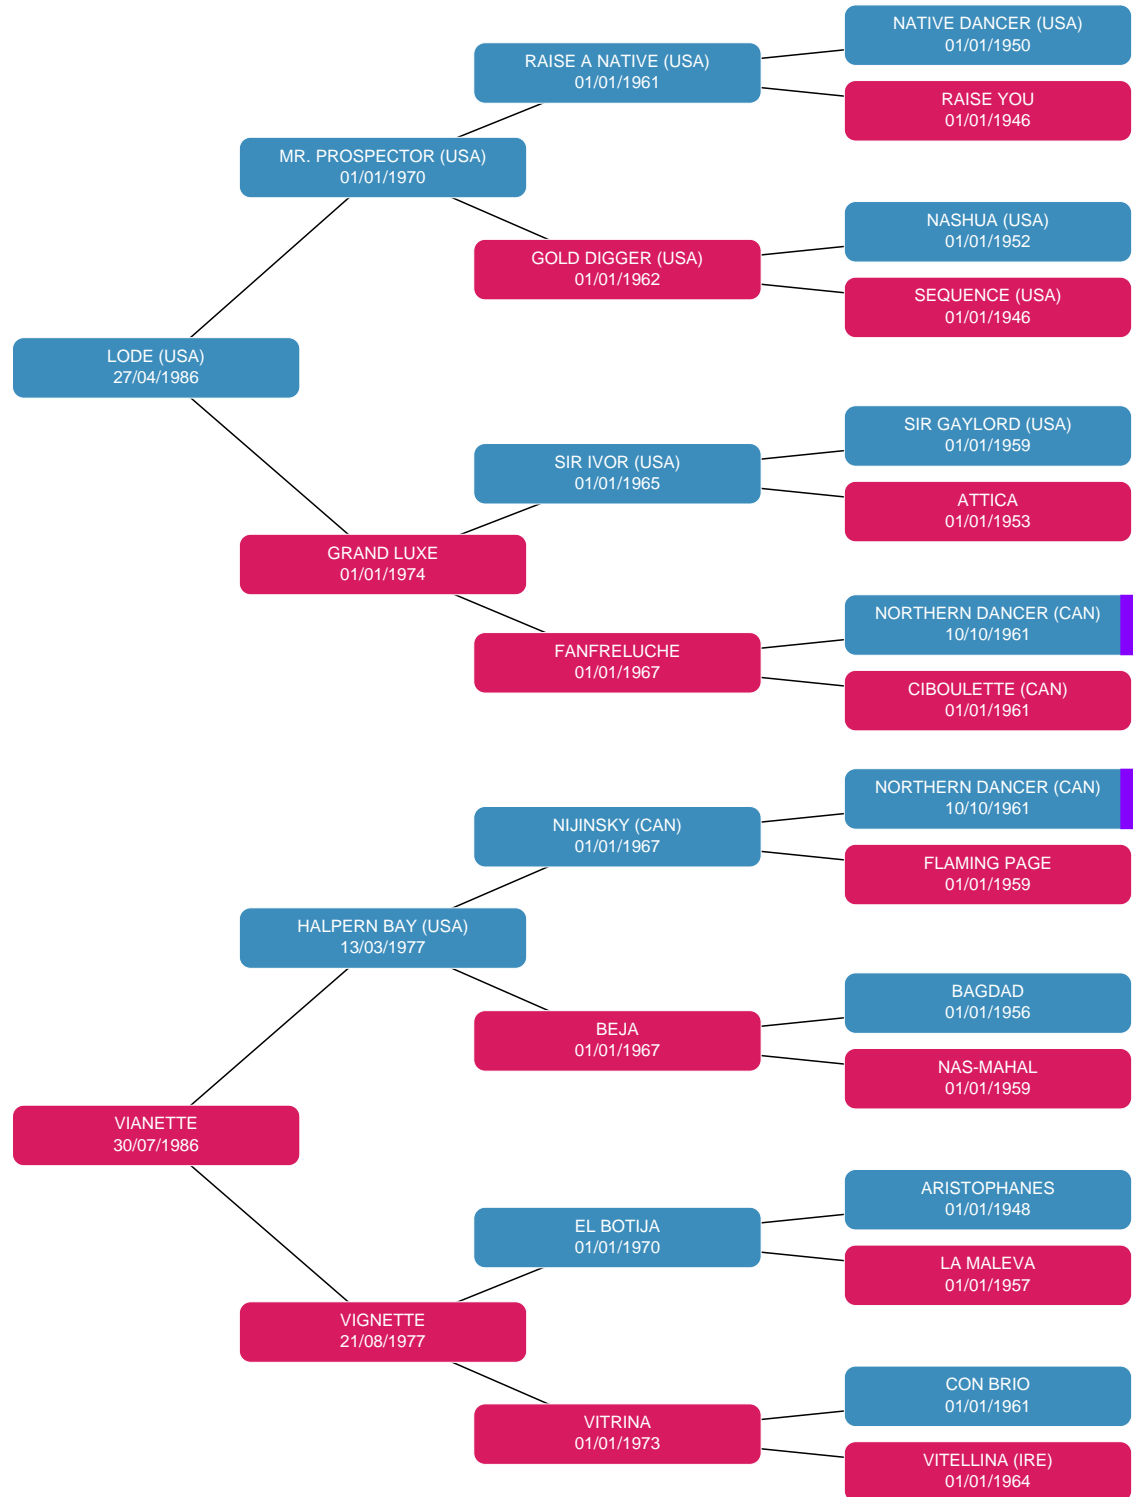 NATIVE DANCER (USA)
01/01/1950
RAISE A NATIVE (USA)
01/01/1961
RAISE YOU
01/01/1946
MR. PROSPECTOR (USA)
01/01/1970
NASHUA (USA)
01/01/1952
GOLD DIGGER (USA)
01/01/1962
SEQUENCE (USA)
01/01/1946
LODE (USA)
27/04/1986
SIR GAYLORD (USA)
01/01/1959
SIR IVOR (USA)
01/01/1965
ATTICA
01/01/1953
GRAND LUXE
01/01/1974
NORTHERN DANCER (CAN)
10/10/1961
FANFRELUCHE
01/01/1967
CIBOULETTE (CAN)
01/01/1961
NORTHERN DANCER (CAN)
10/10/1961
NIJINSKY (CAN)
01/01/1967
FLAMING PAGE
01/01/1959
HALPERN BAY (USA)
13/03/1977
BAGDAD
01/01/1956
BEJA
01/01/1967
NAS-MAHAL
01/01/1959
VIANETTE
30/07/1986
ARISTOPHANES
01/01/1948
EL BOTIJA
01/01/1970
LA MALEVA
01/01/1957
VIGNETTE
21/08/1977
CON BRIO
01/01/1961
VITRINA
01/01/1973
VITELLINA (IRE)
01/01/1964